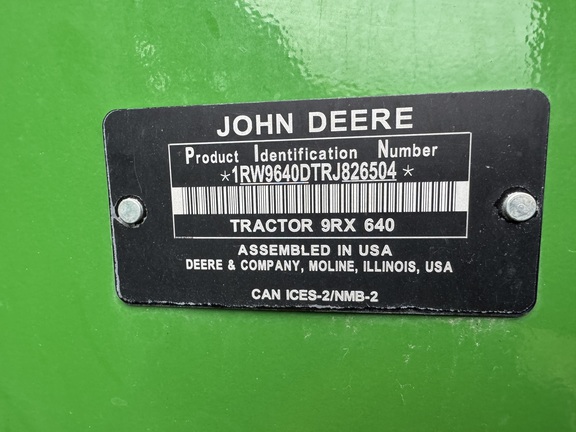 JOHN DEERE
Product Identification Number
*1RW9640DTRJ826504*
TRACTOR 9RX 640
ASSEMBLED IN USA
DEERE & COMPANY, MOLINE, ILLINOIS, USA
CAN ICES-2/NMB-2